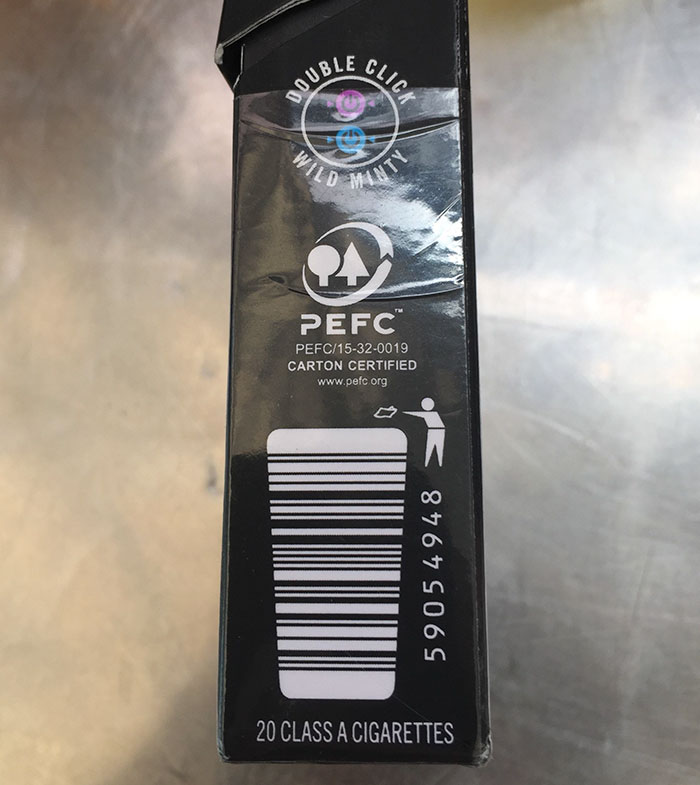 DOUBLE CLICK
WILD MINTY
PEFC™
PEFC/15-32-0019
CARTON CERTIFIED
www.pefc.org
59054948
20 CLASS A CIGARETTES